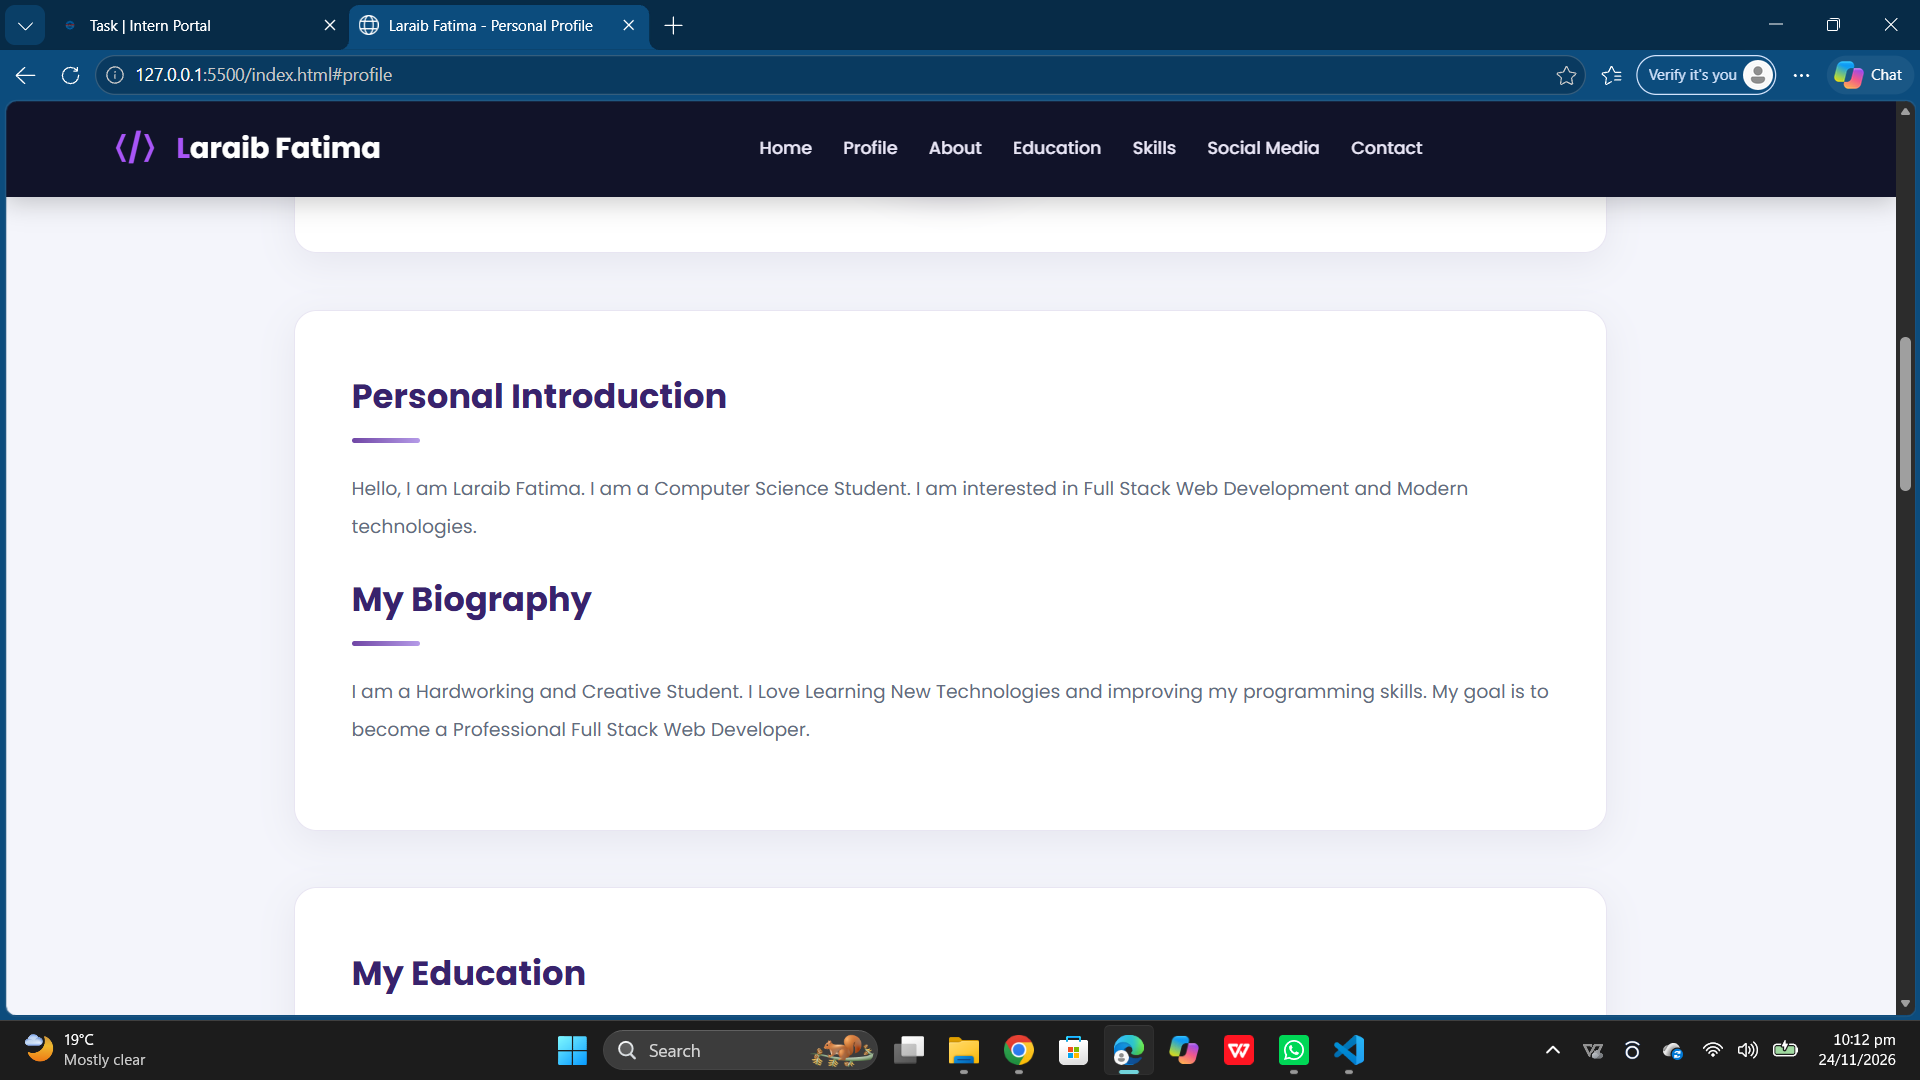 Task | Intern Portal
Laraib Fatima - Personal Profile
127.0.0.1:5500/index.html#profile
Verify it's you
Chat
Laraib Fatima
Home
Profile
About
Education
Skills
Social Media
Contact
Personal Introduction
Hello, I am Laraib Fatima. I am a Computer Science Student. I am interested in Full Stack Web Development and Modern
technologies.
My Biography
I am a Hardworking and Creative Student. I Love Learning New Technologies and improving my programming skills. My goal is to
become a Professional Full Stack Web Developer.
My Education
19°C
Mostly clear
Search
10:12 pm
24/11/2026